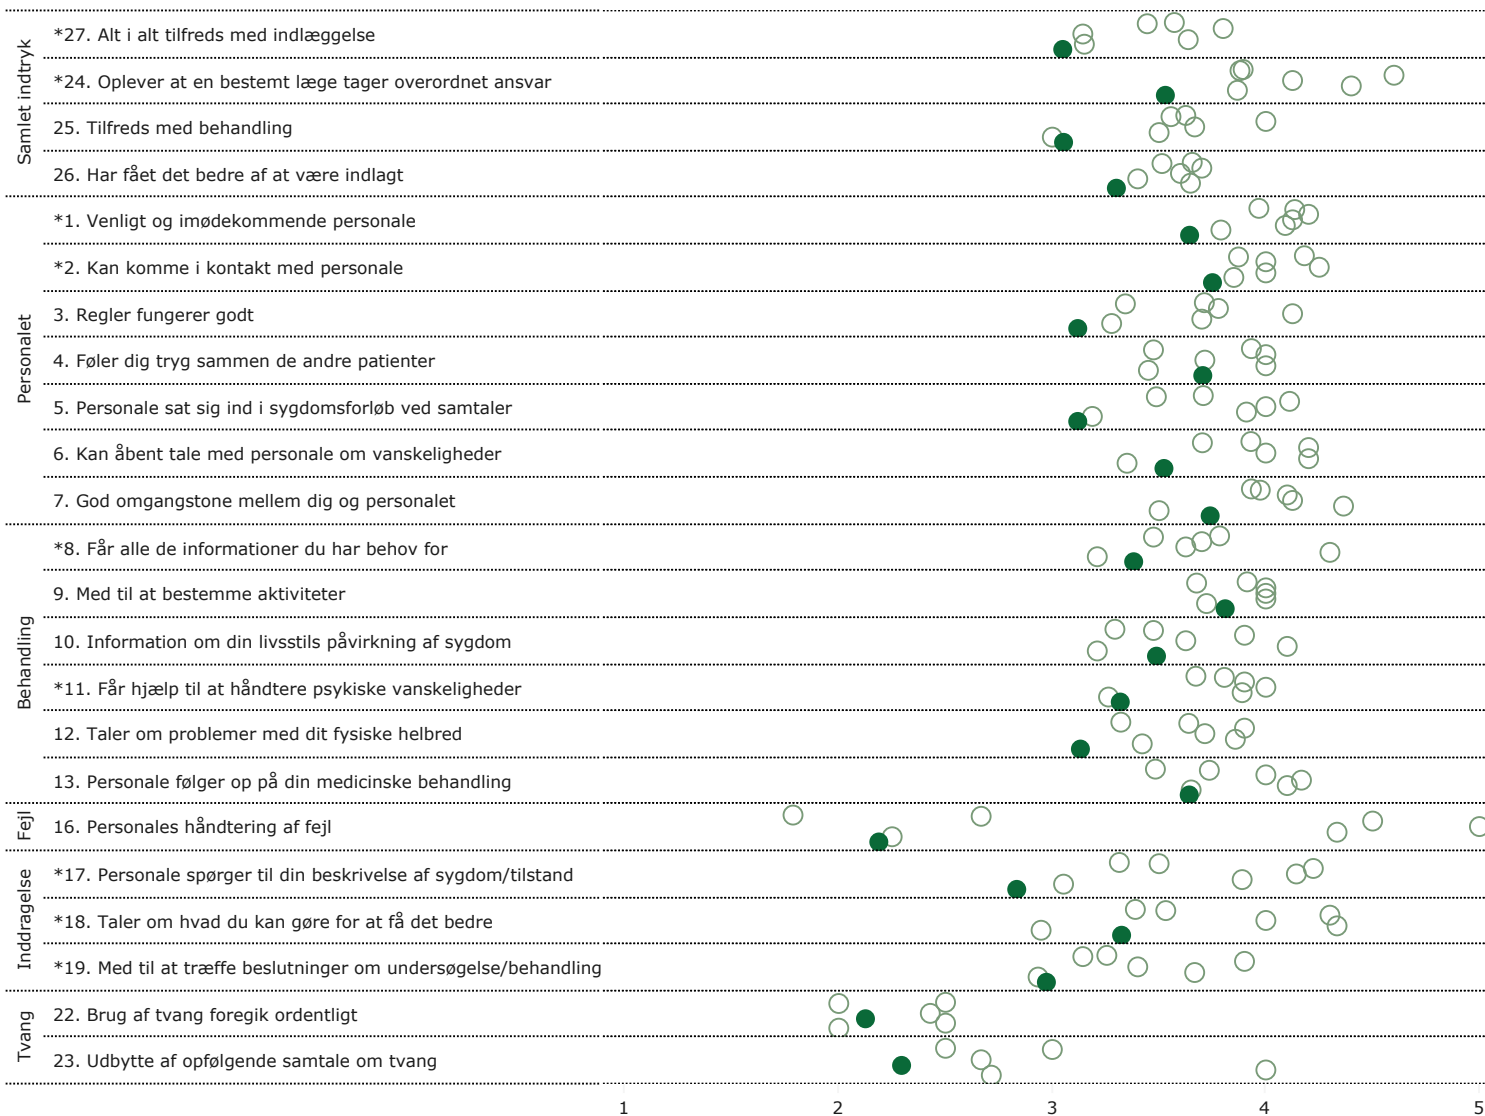 Samlet indtryk
*27. Alt i alt tilfreds med indlæggelse
*24. Oplever at en bestemt læge tager overordnet ansvar
25. Tilfreds med behandling
26. Har fået det bedre af at være indlagt
Personalet
*1. Venligt og imødekommende personale
*2. Kan komme i kontakt med personale
3. Regler fungerer godt
4. Føler dig tryg sammen de andre patienter
5. Personale sat sig ind i sygdomsforløb ved samtaler
6. Kan åbent tale med personale om vanskeligheder
7. God omgangstone mellem dig og personalet
Behandling
*8. Får alle de informationer du har behov for
9. Med til at bestemme aktiviteter
10. Information om din livsstils påvirkning af sygdom
*11. Får hjælp til at håndtere psykiske vanskeligheder
12. Taler om problemer med dit fysiske helbred
13. Personale følger op på din medicinske behandling
Fejl
16. Personales håndtering af fejl
Inddragelse
*17. Personale spørger til din beskrivelse af sygdom/tilstand
*18. Taler om hvad du kan gøre for at få det bedre
*19. Med til at træffe beslutninger om undersøgelse/behandling
Tvang
22. Brug af tvang foregik ordentligt
23. Udbytte af opfølgende samtale om tvang
1 2 3 4 5